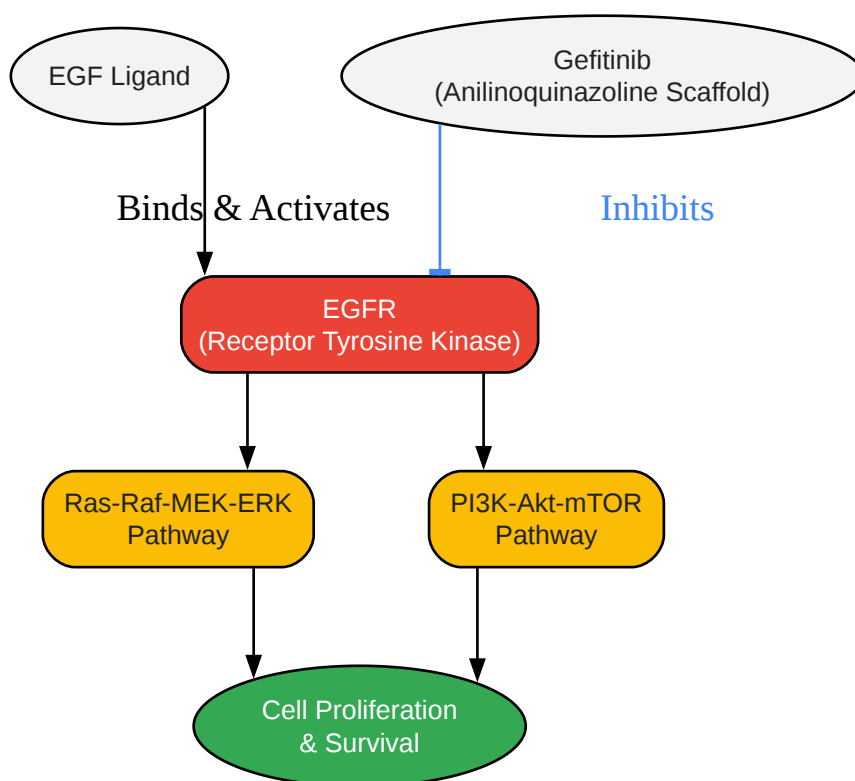 EGF Ligand
Gefitinib
(Anilinoquinazoline Scaffold)
Binds & Activates
Inhibits
EGFR
(Receptor Tyrosine Kinase)
Ras-Raf-MEK-ERK
Pathway
PI3K-Akt-mTOR
Pathway
Cell Proliferation
& Survival